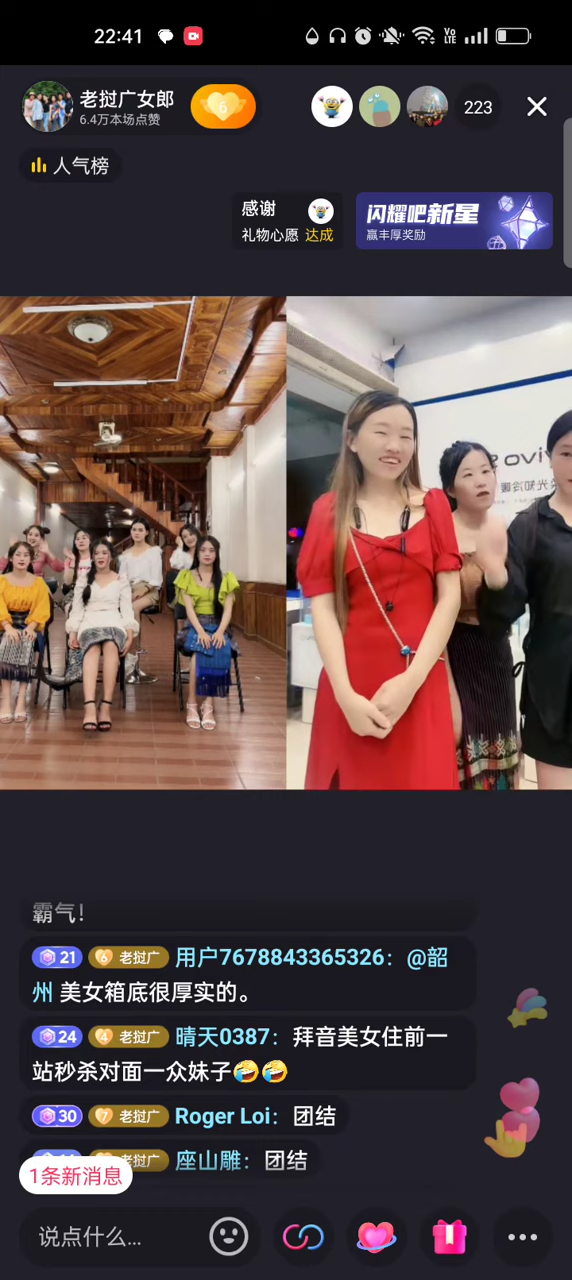 22:41
VoLTE
老挝广女郎
6.4万本场点赞
6
223
人气榜
感谢
礼物心愿 达成
闪耀吧新星
赢丰厚奖励
vivo
霸气！
21 6 老挝广 用户7678843365326：@韶
州 美女箱底很厚实的。
24 4 老挝广 晴天0387：拜音美女住前一
站秒杀对面一众妹子🤣🤣
30 7 老挝广 Roger Loi：团结
老挝广 座山雕：团结
1条新消息
说点什么...